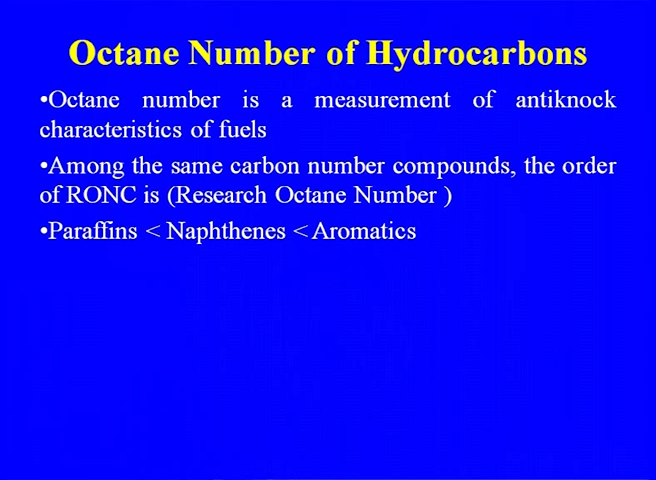 Octane Number of Hydrocarbons
•Octane number is a measurement of antiknock
characteristics of fuels
•Among the same carbon number compounds, the order
of RONC is (Research Octane Number )
•Paraffins < Naphthenes < Aromatics